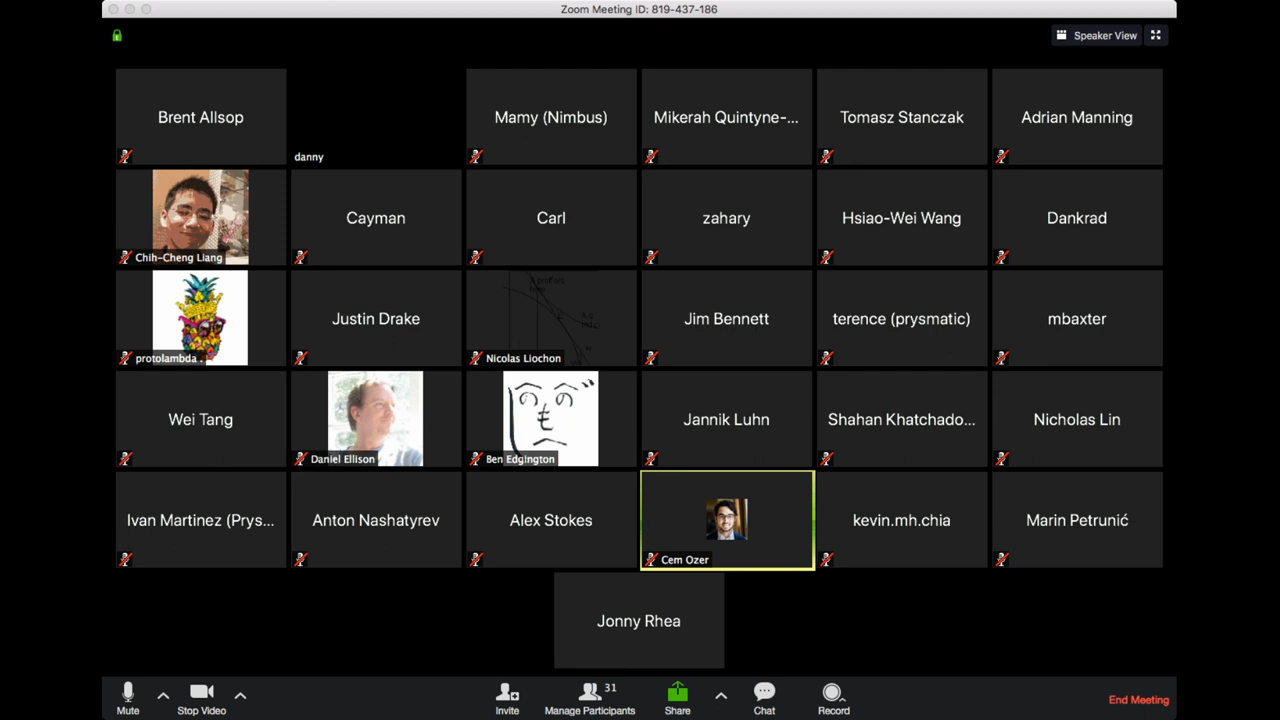 Zoom Meeting ID: 819-437-186
Speaker View
Brent Allsop
danny
Mamy (Nimbus)
Mikerah Quintyne-...
Tomasz Stanczak
Adrian Manning
Chih-Cheng Liang
Cayman
Carl
zahary
Hsiao-Wei Wang
Dankrad
protolambda .
Justin Drake
Nicolas Liochon
Jim Bennett
terence (prysmatic)
mbaxter
Wei Tang
Daniel Ellison
Ben Edgington
Jannik Luhn
Shahan Khatchado...
Nicholas Lin
Ivan Martinez (Prys...
Anton Nashatyrev
Alex Stokes
Cem Ozer
kevin.mh.chia
Marin Petrunić
Jonny Rhea
Mute
Stop Video
Invite
31
Manage Participants
Share
Chat
Record
End Meeting